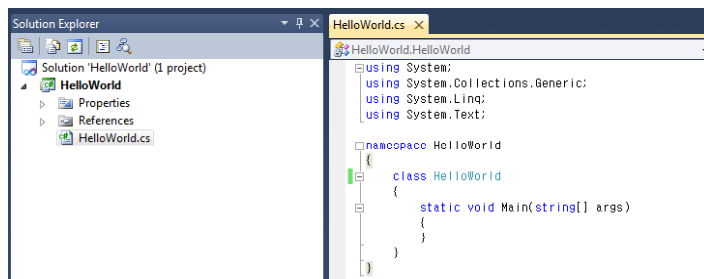 Solution Explorer
Solution 'HelloWorld' (1 project)
HelloWorld
Properties
References
HelloWorld.cs
HelloWorld.cs
HelloWorld.HelloWorld
using System;
using System.Collections.Generic;
using System.Linq;
using System.Text;
namespace HelloWorld
{
class HelloWorld
{
static void Main(string[] args)
{
}
}
}